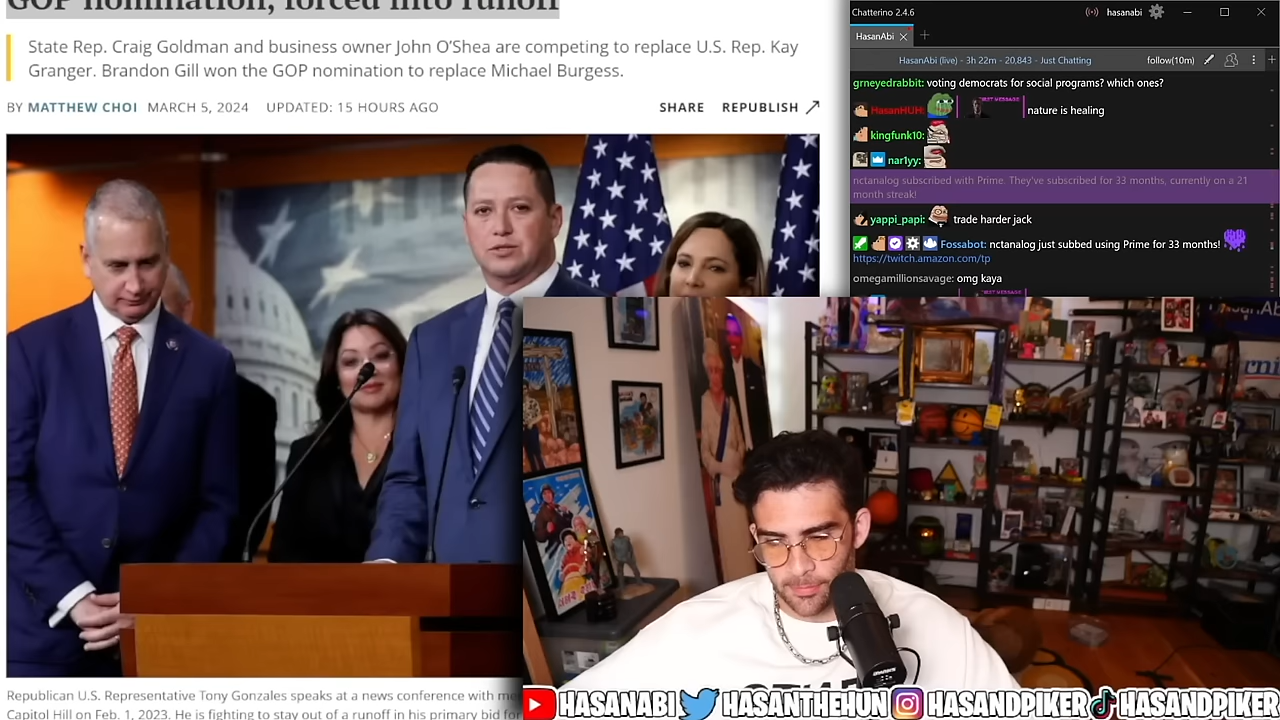 GOP nomination, forced into runoff
State Rep. Craig Goldman and business owner John O’Shea are competing to replace U.S. Rep. Kay
Granger. Brandon Gill won the GOP nomination to replace Michael Burgess.
BY MATTHEW CHOI MARCH 5, 2024 UPDATED: 15 HOURS AGO
SHARE REPUBLISH
Republican U.S. Representative Tony Gonzales speaks at a news conference with
Capitol Hill on Feb. 1, 2023. He is fighting to stay out of a runoff in his primary bid for
Chatterino 2.4.6
hasanabi
HasanAbi
HasanAbi (live) - 3h 22m - 20,843 - Just Chatting
follow(10m)
grneyedrabbit: voting democrats for social programs? which ones?
HasanHUH: nature is healing
kingfunk10:
nar1yy:
nctanalog subscribed with Prime. They've subscribed for 33 months, currently on a 21
month streak!
yappi_papi: trade harder jack
Fossabot: nctanalog just subbed using Prime for 33 months!
https://twitch.amazon.com/tp
omegamillionsavage: omg kaya
HASANABI HASANTHEHUN HASANDPIKER HASANDPIKER